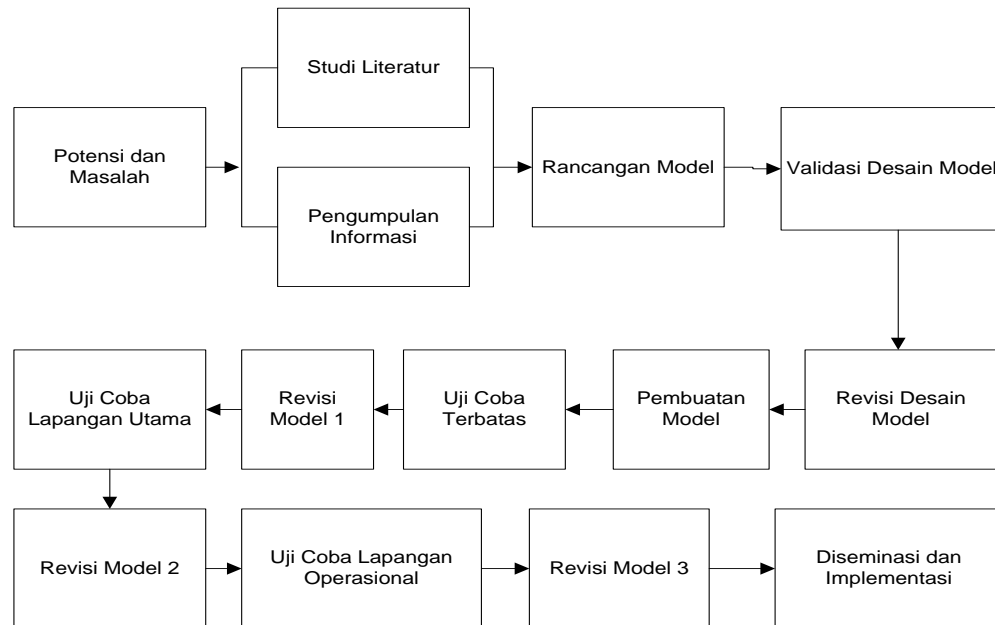 Potensi dan
Masalah
Studi Literatur
Pengumpulan
Informasi
Rancangan Model
Validasi Desain Model
Revisi Desain
Model
Pembuatan
Model
Uji Coba
Terbatas
Revisi
Model 1
Uji Coba
Lapangan Utama
Revisi Model 2
Uji Coba Lapangan
Operasional
Revisi Model 3
Diseminasi dan
Implementasi